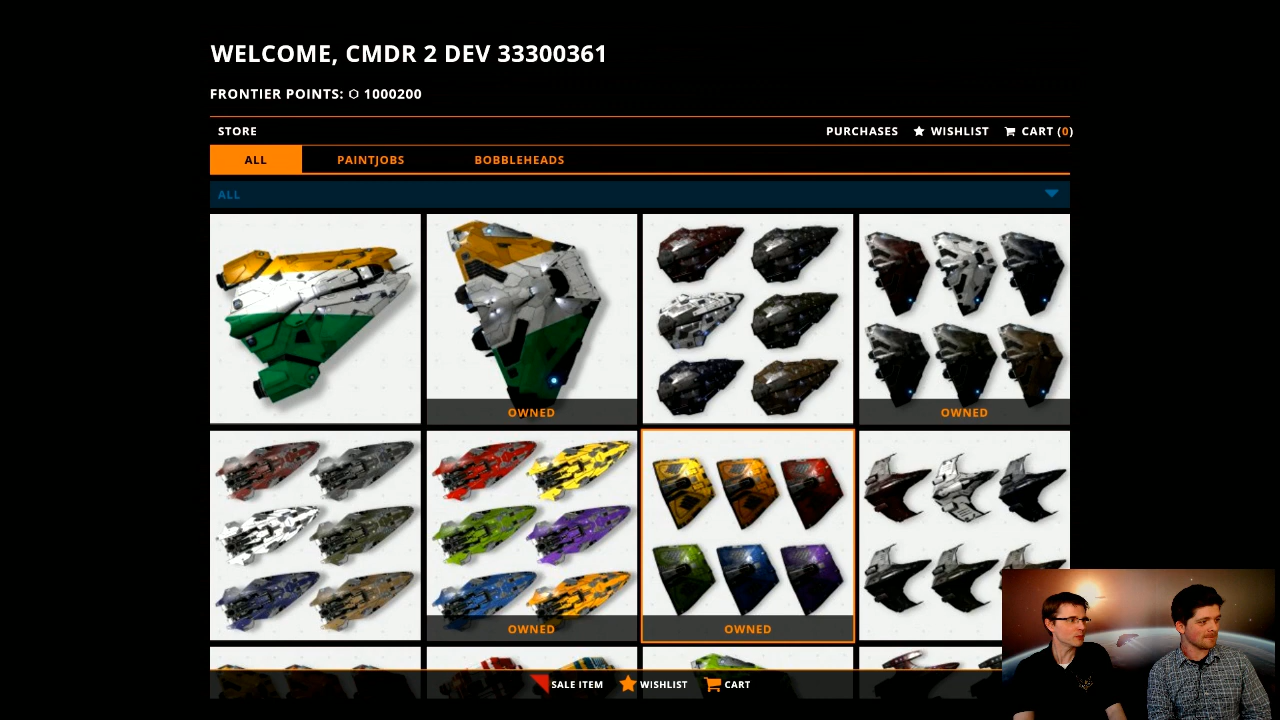 WELCOME, CMDR 2 DEV 33300361
FRONTIER POINTS: 1000200
STORE PURCHASES WISHLIST CART (0)
ALL PAINTJOBS BOBBLEHEADS
ALL
OWNED OWNED
OWNED OWNED
SALE ITEM WISHLIST CART